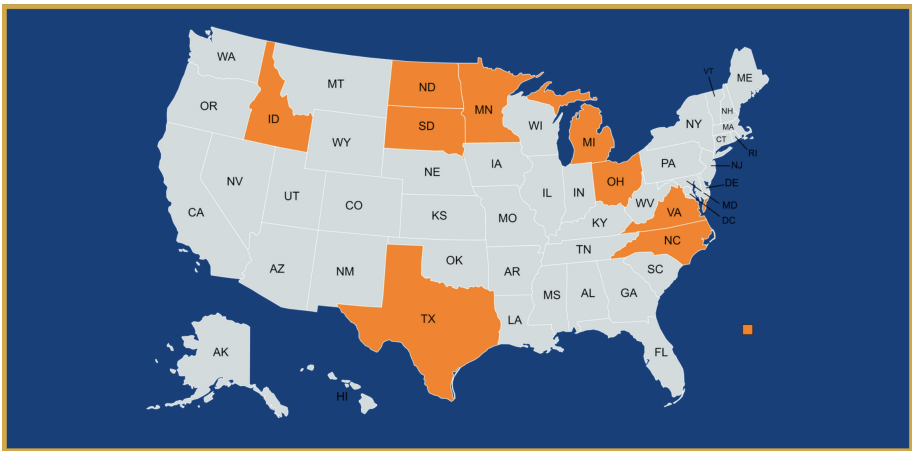 WA
MT
ND
MN
ME
VT
OR
ID
SD
WI
MI
NY
NH
MA
CT
RI
WY
IA
PA
NJ
NE
OH
DE
NV
UT
CO
IL
IN
WV
VA
MD
DC
CA
KS
MO
KY
NC
TN
AZ
NM
OK
AR
SC
MS
AL
GA
TX
LA
AK
FL
HI